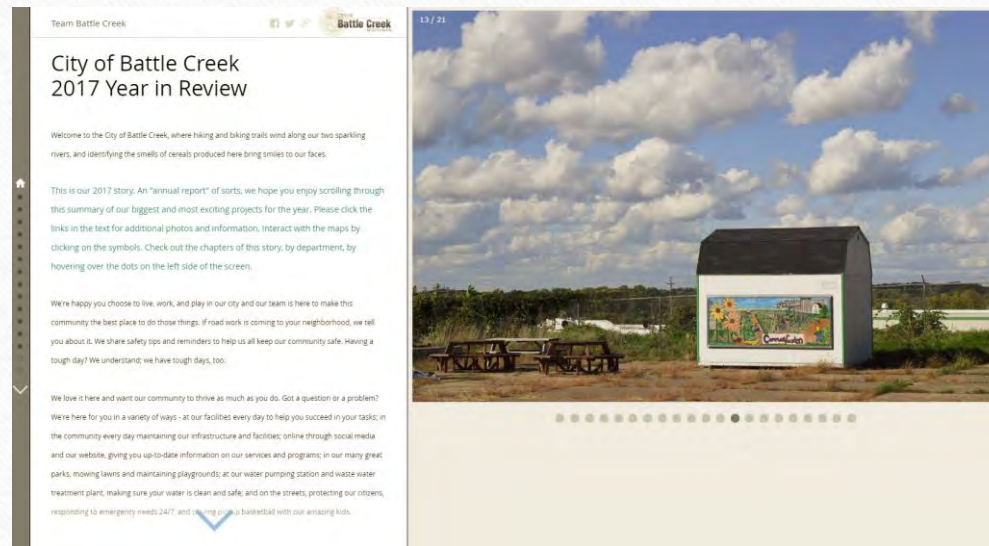 Team Battle Creek
Battle Creek
City of Battle Creek
2017 Year in Review
Welcome to the City of Battle Creek, where hiking and biking trails wind along our two sparkling
rivers, and identifying the smells of cereals produced here bring smiles to our faces.
This is our 2017 story. An "annual report" of sorts, we hope you enjoy scrolling through
this summary of our biggest and most exciting projects for the year. Please click the
links in the text for additional photos and information. Interact with the maps by
clicking on the symbols. Check out the chapters of this story, by department, by
hovering over the dots on the left side of the screen.
We're happy you choose to live, work, and play in our city and our team is here to make this
community the best place to do those things. If road work is coming to your neighborhood, we tell
you about it. We share safety tips and reminders to help us all keep our community safe. Having a
tough day? We understand; we have tough days, too.
We love it here and want our community to thrive as much as you do. Got a question or a problem?
We're here for you in a variety of ways - at our facilities every day to help you succeed in your tasks; in
the community every day maintaining our infrastructure and facilities; online through social media
and our website, giving you up-to-date information on our services and programs; in our many great
parks, mowing lawns and maintaining playgrounds; at our water pumping station and waste water
treatment plant, making sure your water is clean and safe; and on the streets, protecting our citizens,
responding to emergency needs 24/7, and basketball with our amazing kids.
13 / 21